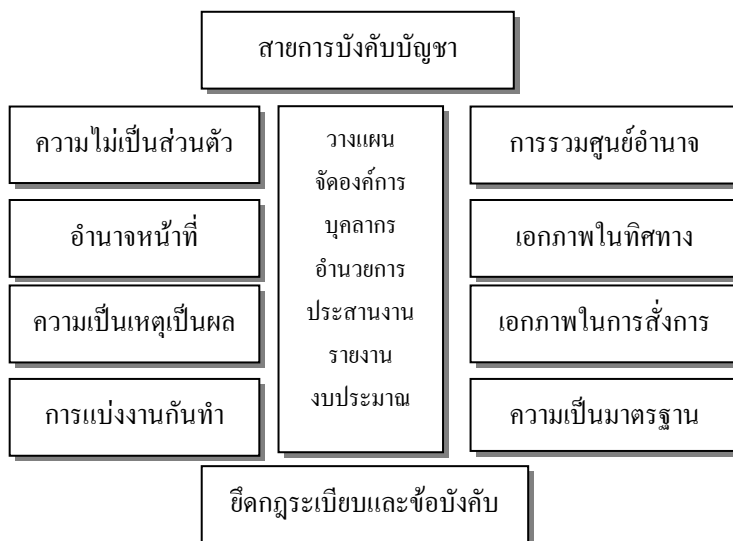 สายการบังคับบัญชา
ความไม่เป็นส่วนตัว
อำนาจหน้าที่
ความเป็นเหตุเป็นผล
การแบ่งงานกันทำ
วางแผน
จัดองค์การ
บุคลากร
อำนวยการ
ประสานงาน
รายงาน
งบประมาณ
การรวมศูนย์อำนาจ
เอกภาพในทิศทาง
เอกภาพในการสั่งการ
ความเป็นมาตรฐาน
ยึดกฎระเบียบและข้อบังคับ